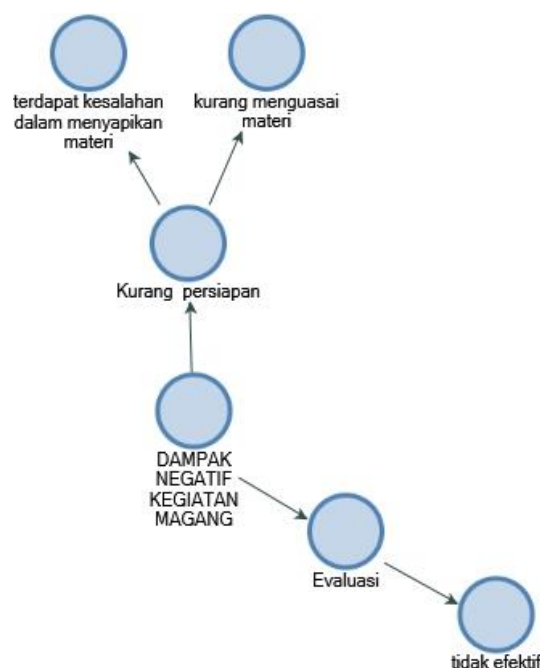 terdapat kesalahan
dalam menyapikan
materi
kurang menguasai
materi
Kurang persiapan
DAMPAK
NEGATIF
KEGIATAN
MAGANG
Evaluasi
tidak efektif